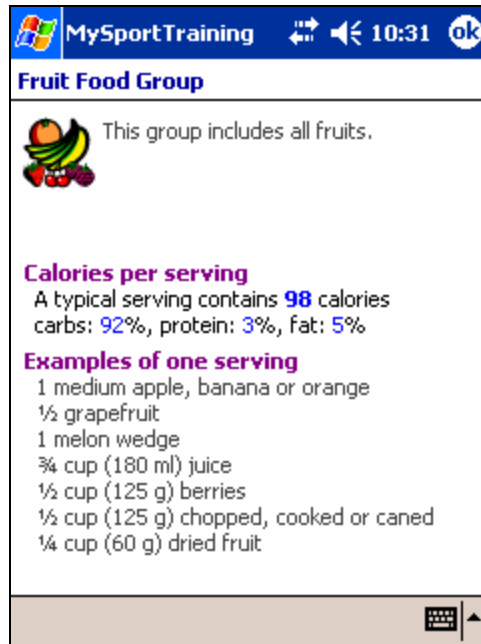 MySportTraining 10:31 ok
Fruit Food Group
This group includes all fruits.
Calories per serving
A typical serving contains 98 calories
carbs: 92%, protein: 3%, fat: 5%
Examples of one serving
1 medium apple, banana or orange
½ grapefruit
1 melon wedge
¾ cup (180 ml) juice
½ cup (125 g) berries
½ cup (125 g) chopped, cooked or caned
¼ cup (60 g) dried fruit